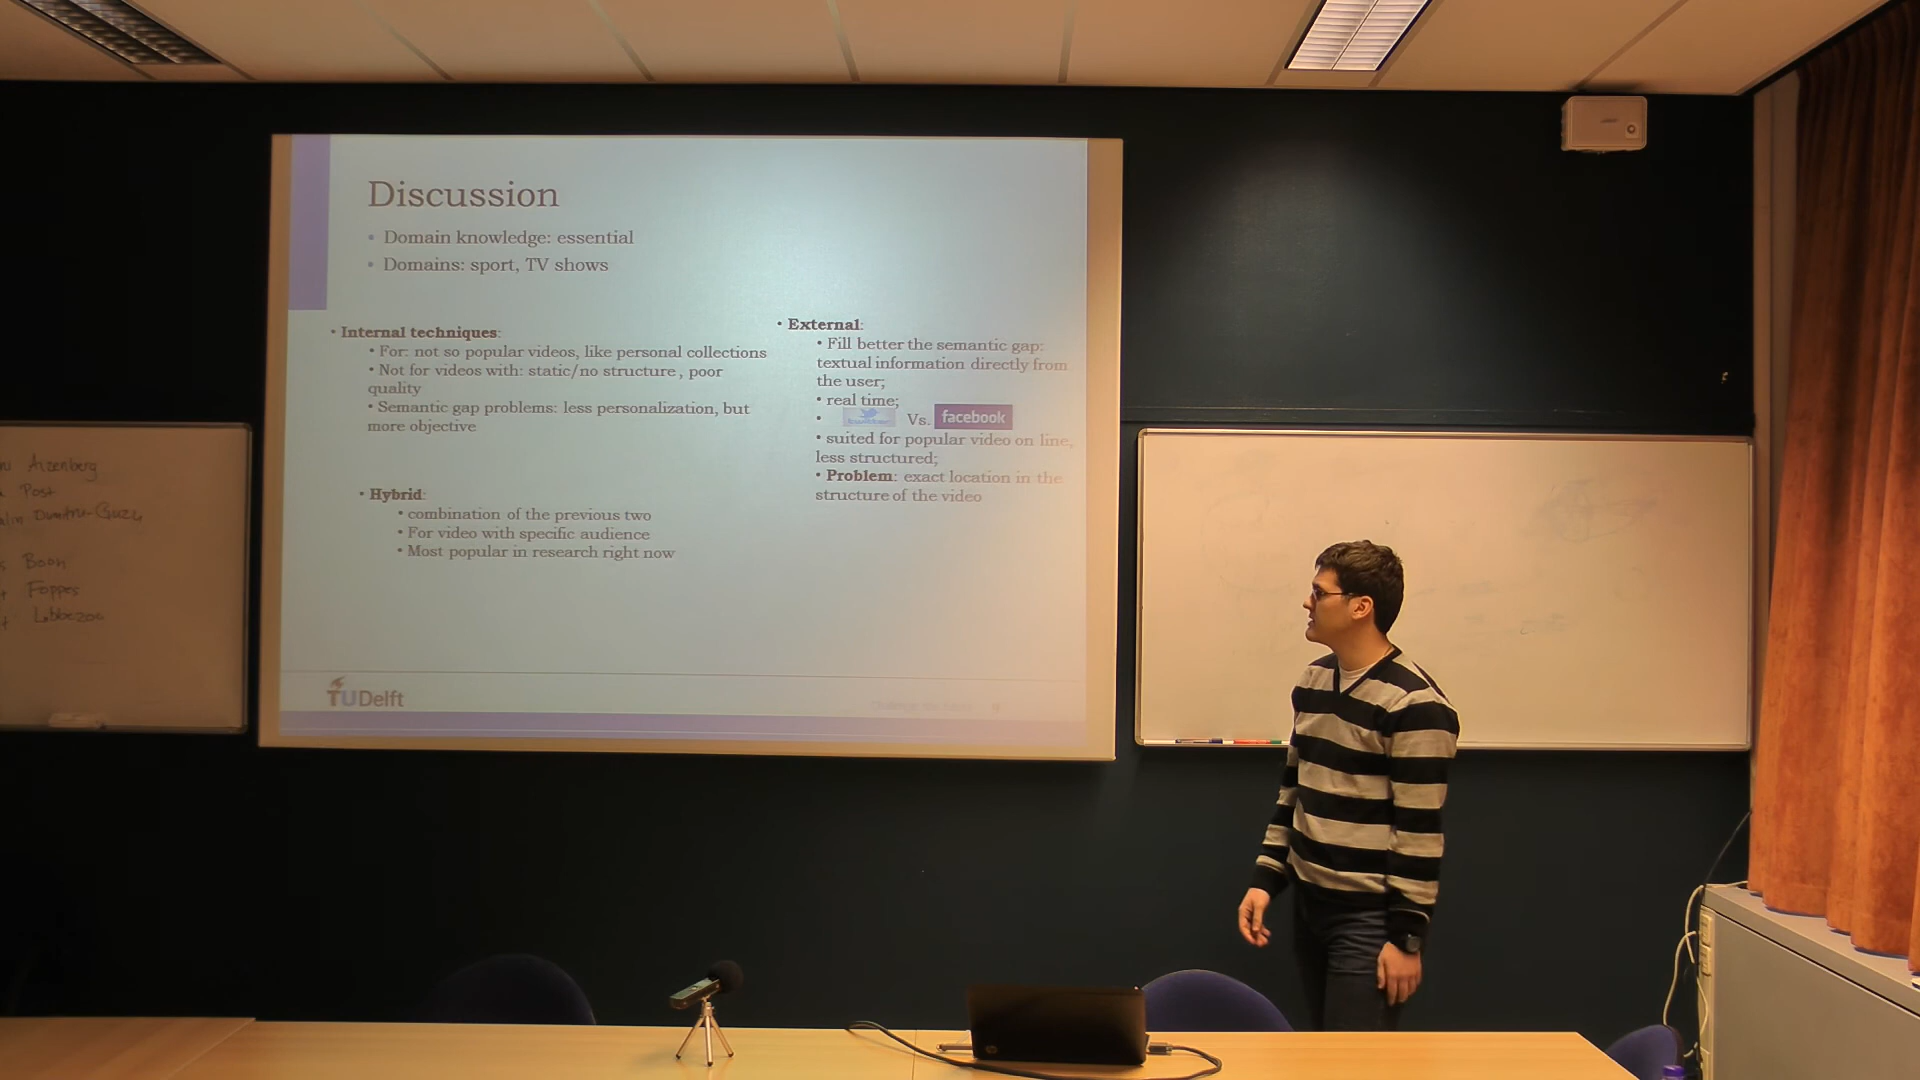 Discussion
• Domain knowledge: essential
• Domains: sport, TV shows
• Internal techniques:
• For: not so popular videos, like personal collections
• Not for videos with: static/no structure , poor
quality
• Semantic gap problems: less personalization, but
more objective
• Hybrid:
• combination of the previous two
• For video with specific audience
• Most popular in research right now
• External:
• Fill better the semantic gap:
textual information directly from
the user;
• real time;
• Vs. facebook
• suited for popular video on line,
less structured;
• Problem: exact location in the
structure of the video
TUDelft
9
Post
Boon
Foppes